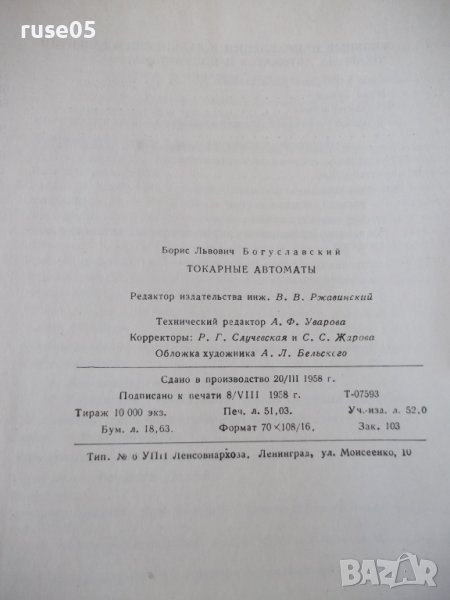 ruse05
Борис Львович Богуславский
ТОКАРНЫЕ АВТОМАТЫ
Редактор издательства инж. В. В. Ржавинский
Технический редактор А. Ф. Уварова
Корректоры: Р. Г. Случевская и С. С. Жарова
Обложка художника А. Л. Бельского
Сдано в производство 20/III 1958 г.
Подписано к печати 8/VIII 1958 г. Т-07593
Тираж 10 000 экз. Печ. л. 51,03. Уч.-изд. л. 52,0
Бум. л. 18,63. Формат 70×108/16, Зак. 103
Тип. № 6 УПП Ленсовнархоза, Ленинград, ул. Моисеенко, 10
BAZAR